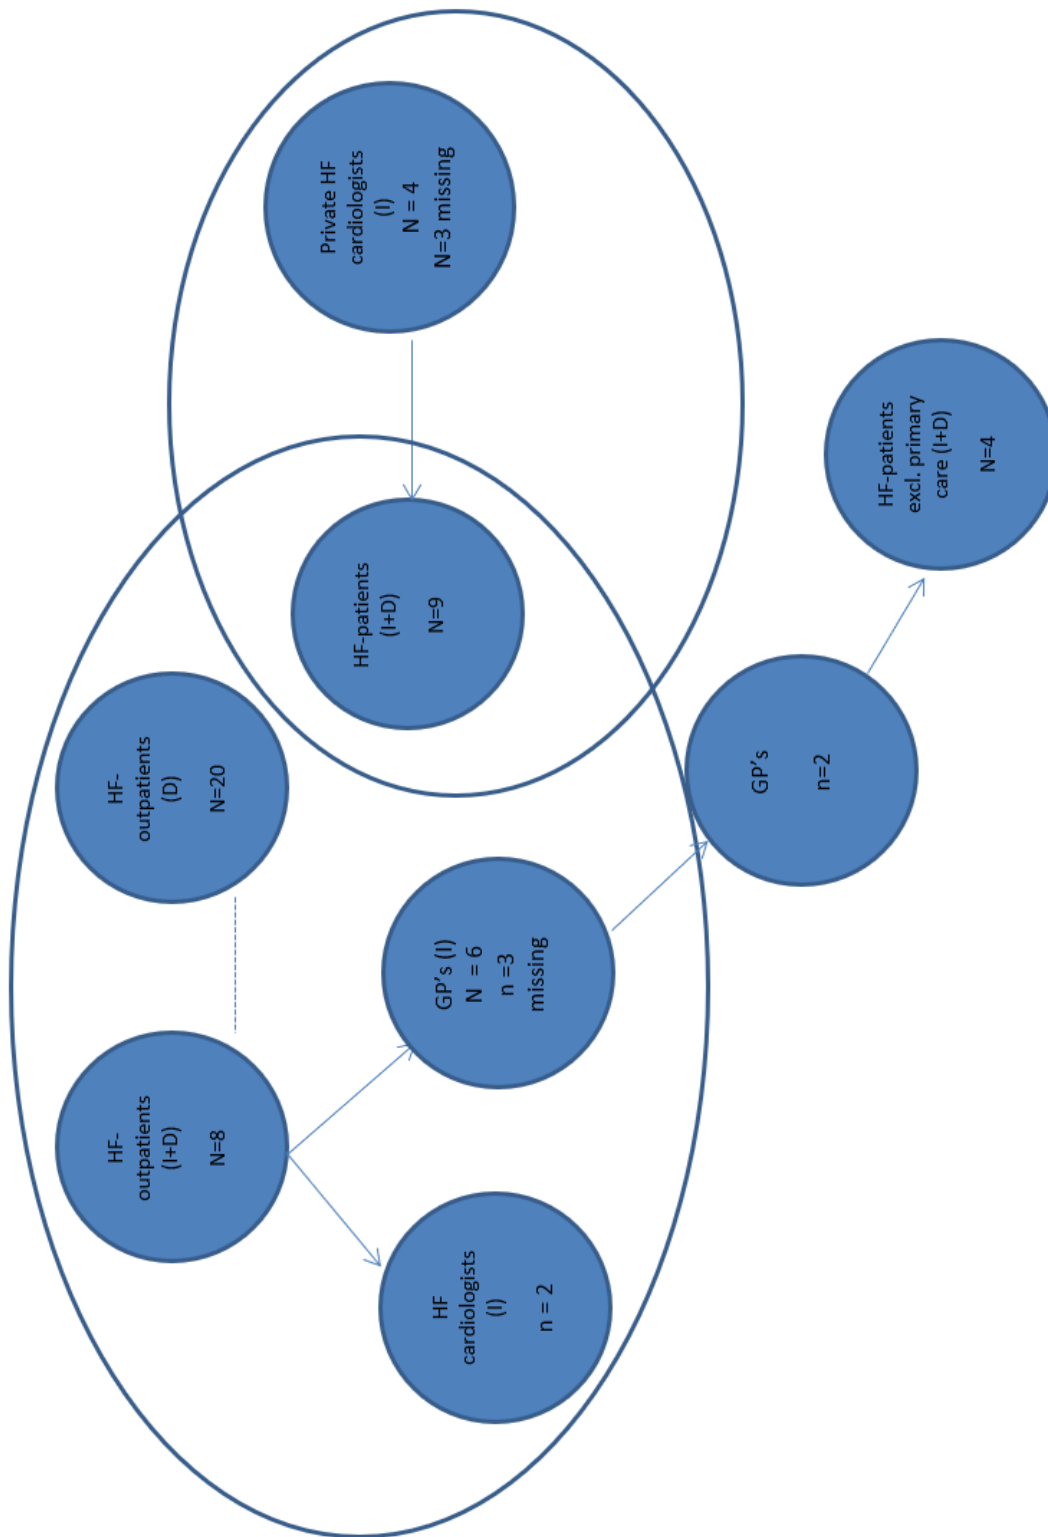 HF-
outpatients
(I+D)
N=8
HF-
outpatients
(D)
N=20
HF
cardiologists
(I)
n = 2
GP's (I)
N = 6
n =3
missing
HF-patients
(I+D)
N=9
Private HF
cardiologists
(I)
N = 4
N=3 missing
GP's
n=2
HF-patients
excl. primary
care (I+D)
N=4